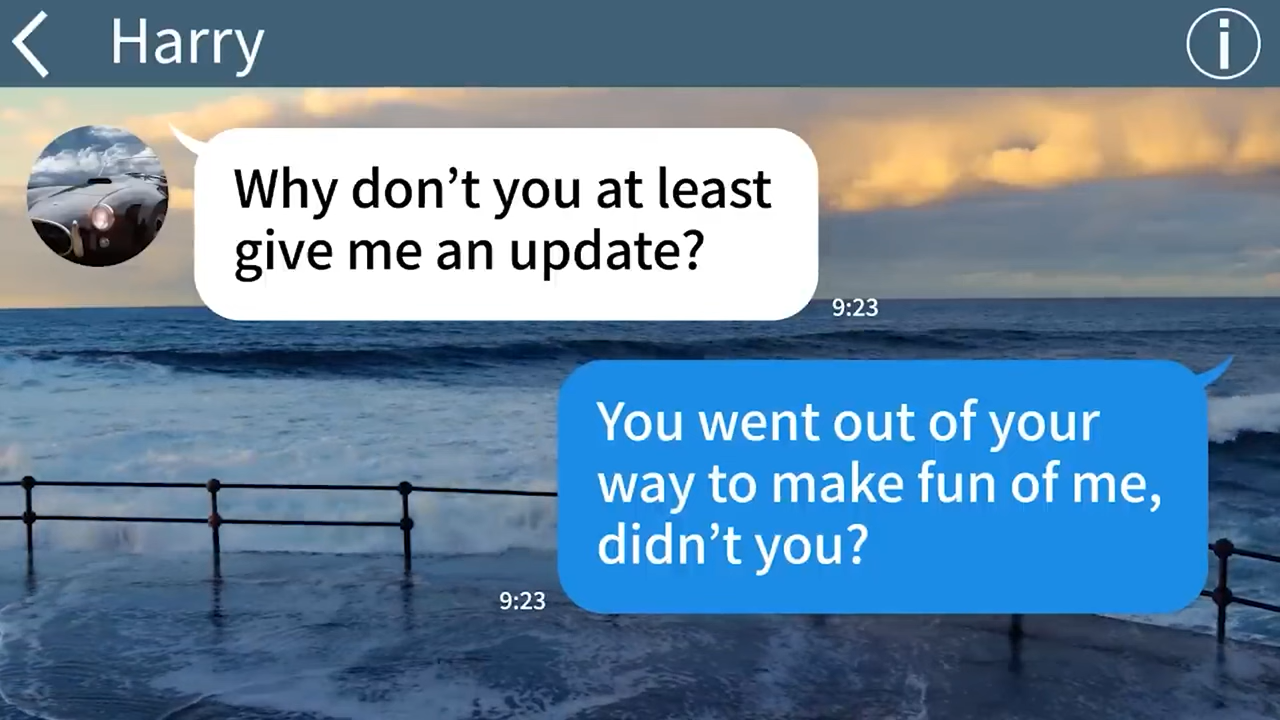 Harry
Why don’t you at least
give me an update?
9:23
You went out of your
way to make fun of me,
didn’t you?
9:23